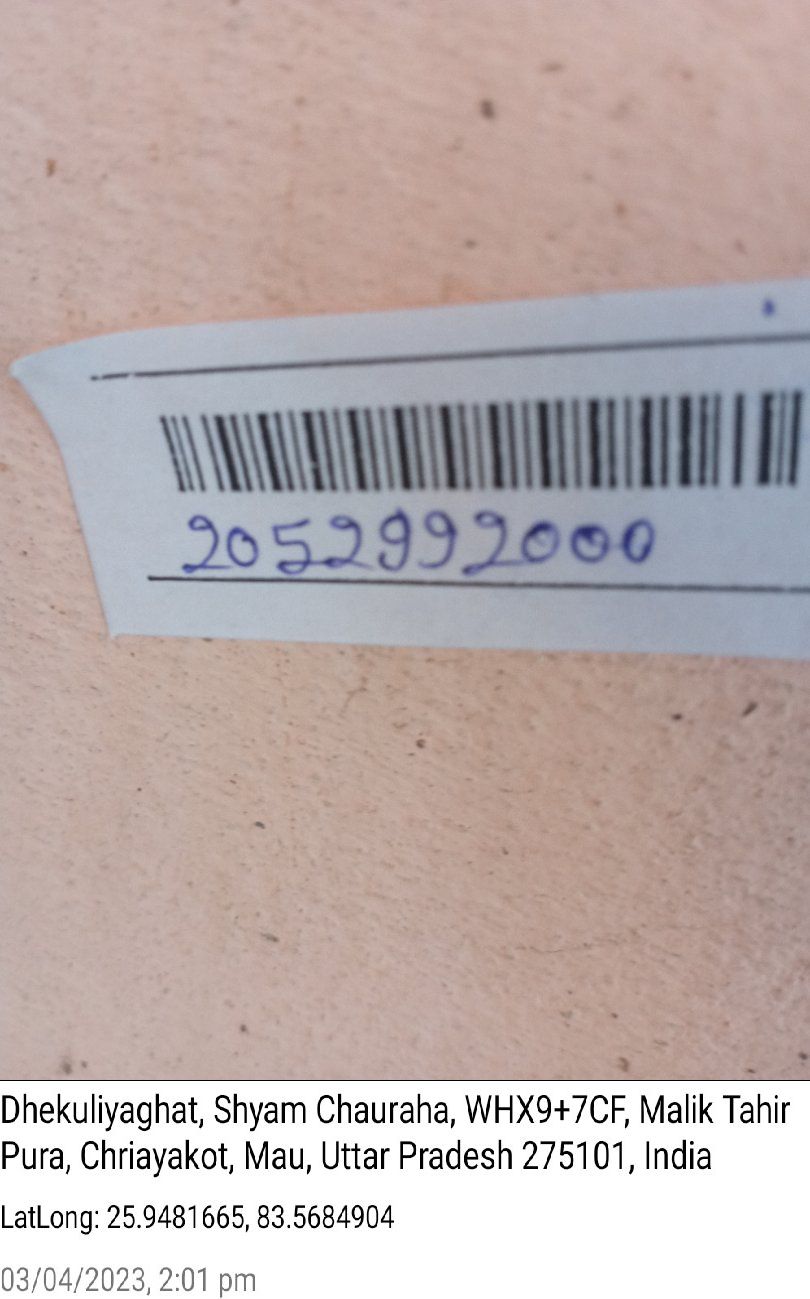 2052992000
Dhekuliyaghat, Shyam Chauraha, WHX9+7CF, Malik Tahir
Pura, Chriayakot, Mau, Uttar Pradesh 275101, India
LatLong: 25.9481665, 83.5684904
03/04/2023, 2:01 pm